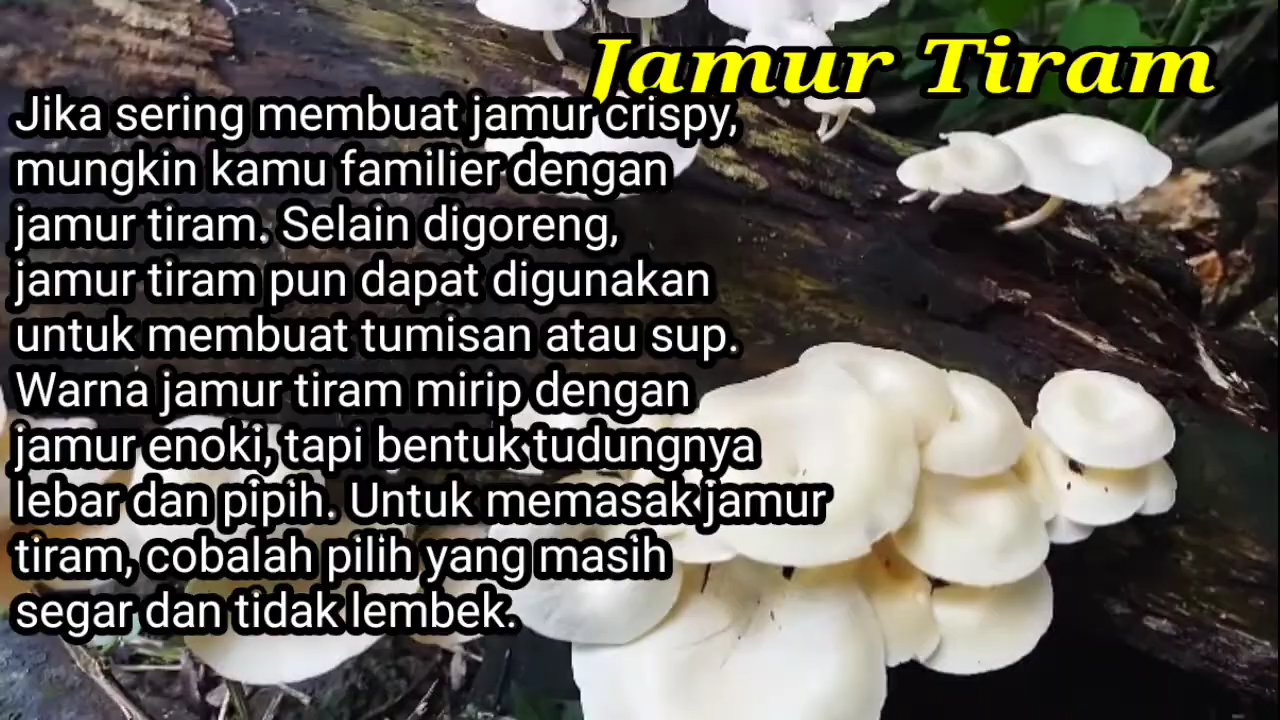 Jamur Tiram
Jika sering membuat jamur crispy,
mungkin kamu familier dengan
jamur tiram. Selain digoreng,
jamur tiram pun dapat digunakan
untuk membuat tumisan atau sup.
Warna jamur tiram mirip dengan
jamur enoki, tapi bentuk tudungnya
lebar dan pipih. Untuk memasak jamur
tiram, cobalah pilih yang masih
segar dan tidak lembek.